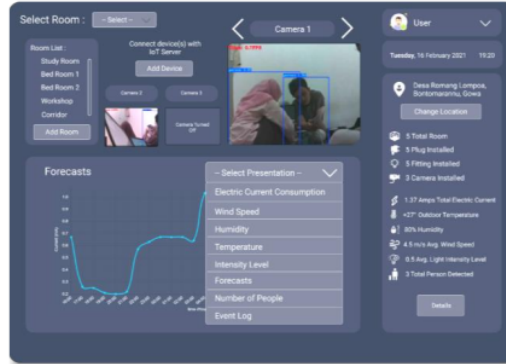 Select Room :
-- Select --
Room List :
Study Room
Bed Room 1
Bed Room 2
Workshop
Corridor
Add Room
Connect device(s) with
IoT Server
Add Device
Camera 2
Camera 3
Camera Turned
Off
Camera 1
User
Tuesday, 16 February 2021
19:20
Desa Romang Lompoa,
Bontomarannu, Gowa
Change Location
5 Total Room
5 Plug Installed
5 Fitting Installed
3 Camera Installed
1.37 Amps Total Electric Current
+27° Outdoor Temperature
80% Humidity
4.5 m/s Avg. Wind Speed
0.5 Avg. Light Intensity Level
3 Total Person Detected
Details
Forecasts
-- Select Presentation --
Electric Current Consumption
Wind Speed
Humidity
Temperature
Intensity Level
Forecasts
Number of People
Event Log